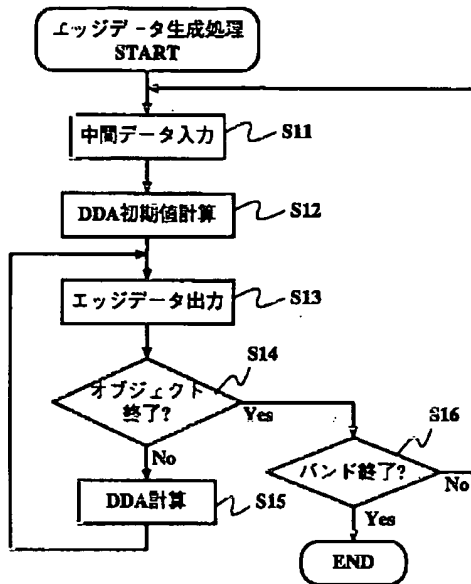 エッジデータ生成処理
START
中間データ入力
S11
DDA初期値計算
S12
エッジデータ出力
S13
オブジェクト
終了?
S14
Yes
No
DDA計算
S15
バンド終了?
S16
No
Yes
END